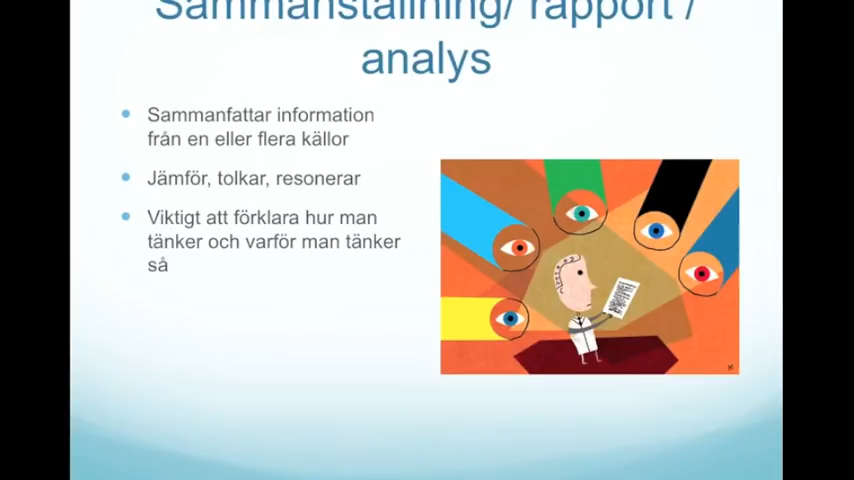 Sammanställning/ rapport /
analys
Sammanfattar information
från en eller flera källor
Jämför, tolkar, resonerar
Viktigt att förklara hur man
tänker och varför man tänker
så